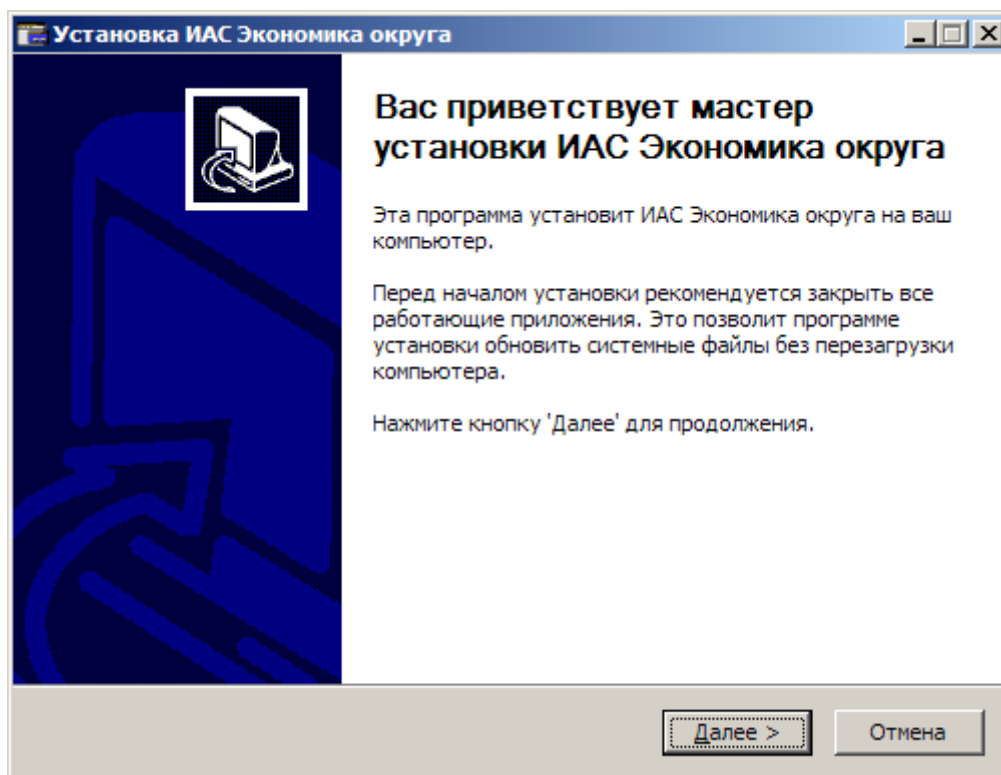 Установка ИАС Экономика округа
Вас приветствует мастер
установки ИАС Экономика округа
Эта программа установит ИАС Экономика округа на ваш
компьютер.
Перед началом установки рекомендуется закрыть все
работающие приложения. Это позволит программе
установки обновить системные файлы без перезагрузки
компьютера.
Нажмите кнопку 'Далее' для продолжения.
Далее >
Отмена